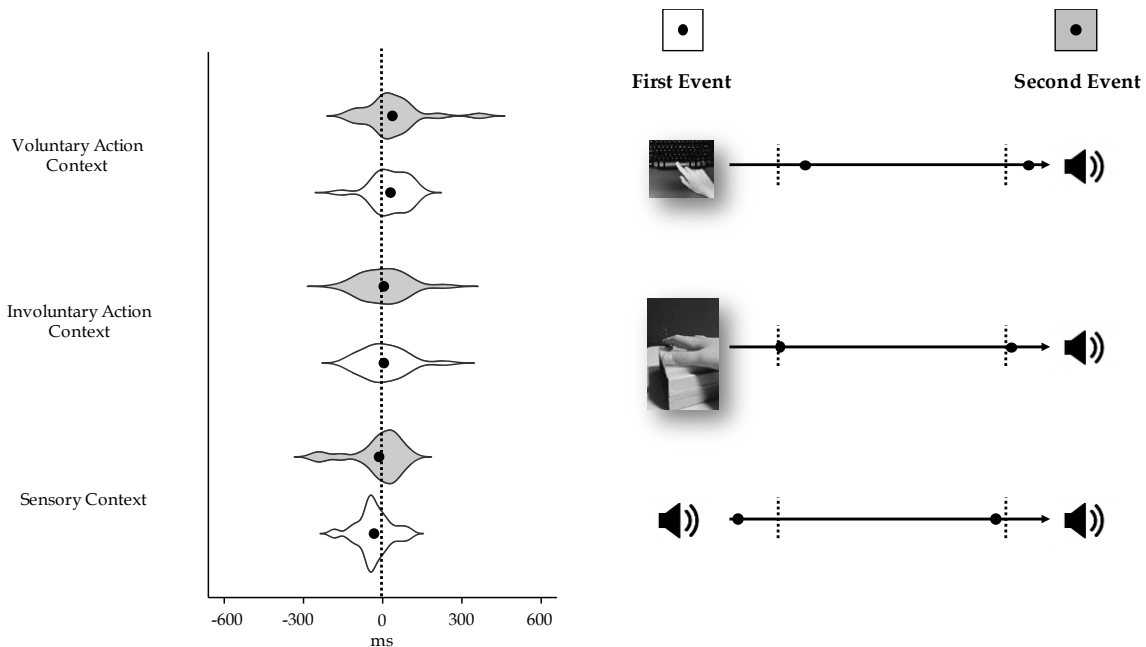 First Event
Second Event
Voluntary Action
Context
Involuntary Action
Context
Sensory Context
-600
-300
0
300
600
ms